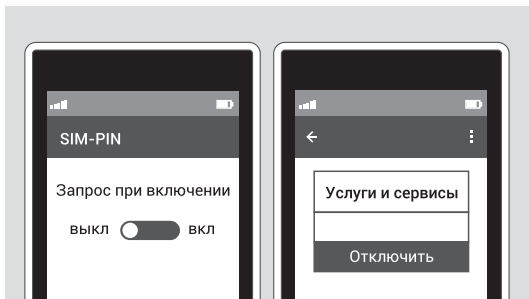 SIM-PIN
Запрос при включении
выкл вкл
Услуги и сервисы
Отключить